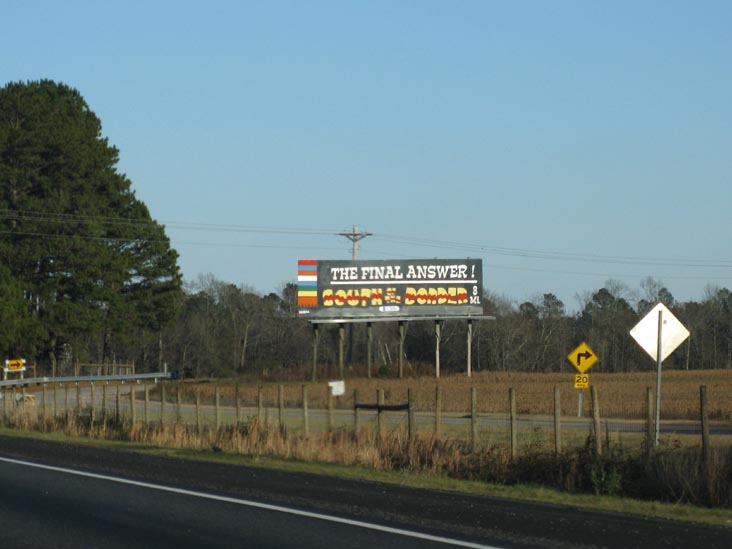 THE FINAL ANSWER!
SOUTH OF THE BORDER 8 MI.
20